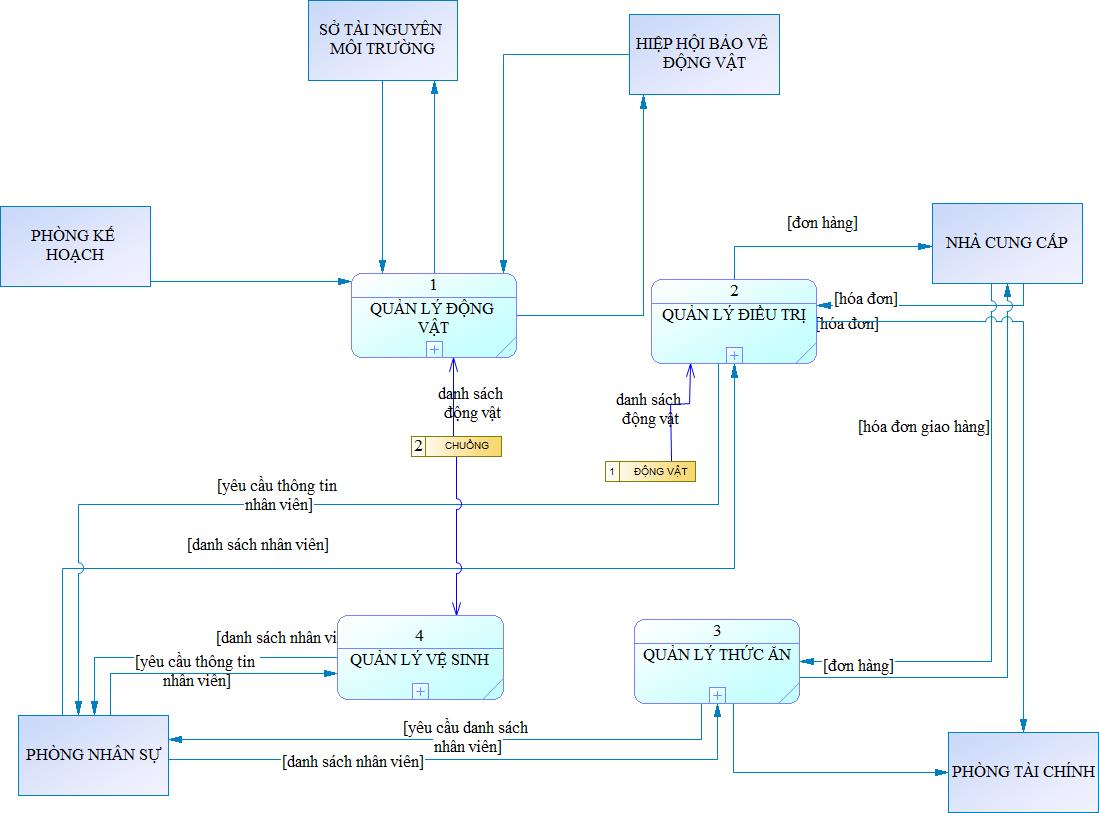 SỞ TÀI NGUYÊN
MÔI TRƯỜNG
HIỆP HỘI BẢO VÊ
ĐỘNG VẬT
PHÒNG KẾ
HOẠCH
[đơn hàng]
NHÀ CUNG CẤP
1
QUẢN LÝ ĐỘNG
VẬT
2
QUẢN LÝ ĐIỀU TRỊ
[hóa đơn]
[hóa đơn]
danh sách
động vật
danh sách
động vật
[hóa đơn giao hàng]
2 CHUỒNG
1 ĐỘNG VẬT
[yêu cầu thông tin
nhân viên]
[danh sách nhân viên]
4
QUẢN LÝ VỆ SINH
3
QUẢN LÝ THỨC ĂN
[danh sách nhân vi
[yêu cầu thông tin
nhân viên]
[đơn hàng]
[yêu cầu danh sách
nhân viên]
[danh sách nhân viên]
PHÒNG NHÂN SỰ
PHÒNG TÀI CHÍNH